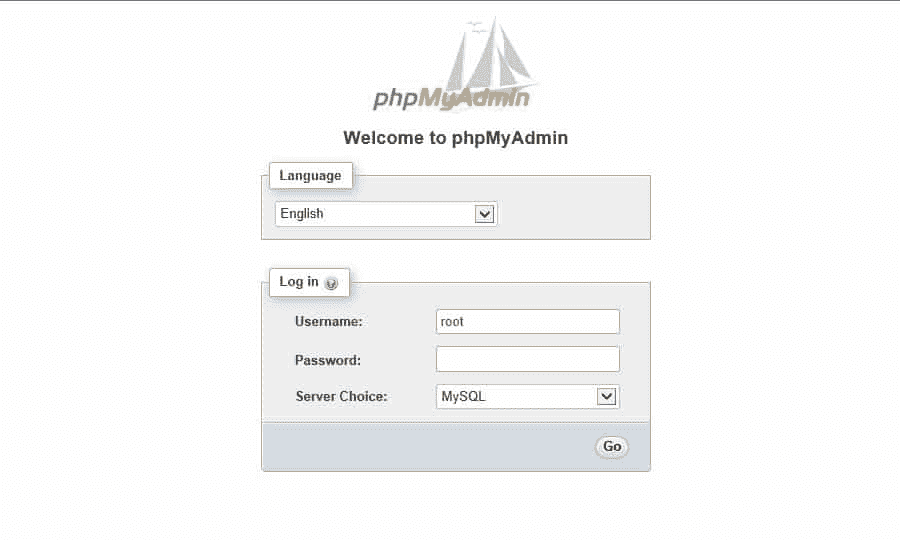 phpMyAdmin
Welcome to phpMyAdmin
Language
English
Log in
Username: root
Password:
Server Choice: MySQL
Go